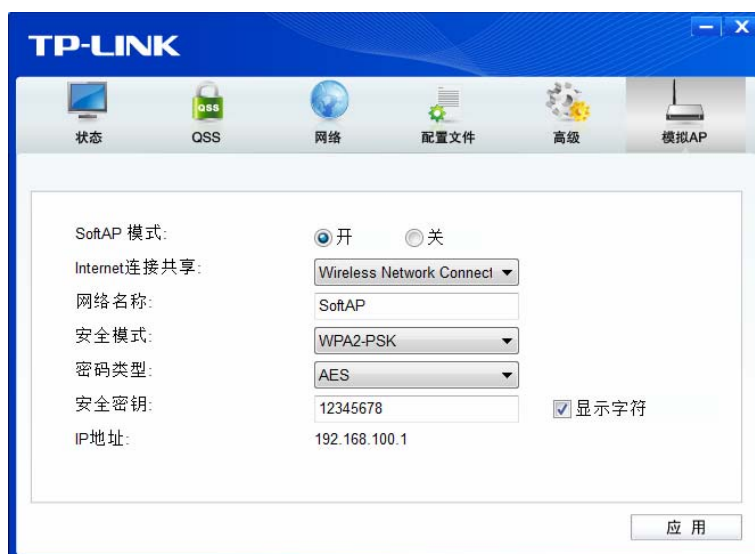 TP-LINK
QSS
状态 QSS 网络 配置文件 高级 模拟AP
SoftAP 模式: 开 关
Internet连接共享: Wireless Network Connect
网络名称: SoftAP
安全模式: WPA2-PSK
密码类型: AES
安全密钥: 12345678 显示字符
IP地址: 192.168.100.1
应 用